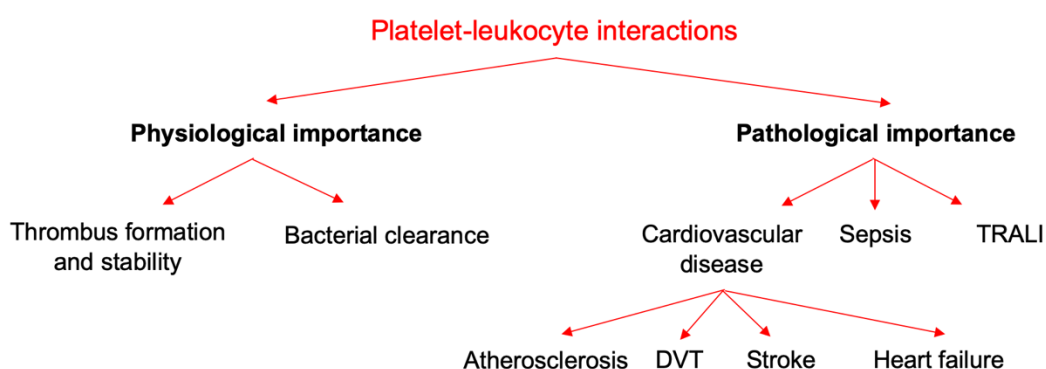 Platelet-leukocyte interactions
Physiological importance
Pathological importance
Thrombus formation
and stability
Bacterial clearance
Cardiovascular
disease
Sepsis
TRALI
Atherosclerosis
DVT
Stroke
Heart failure